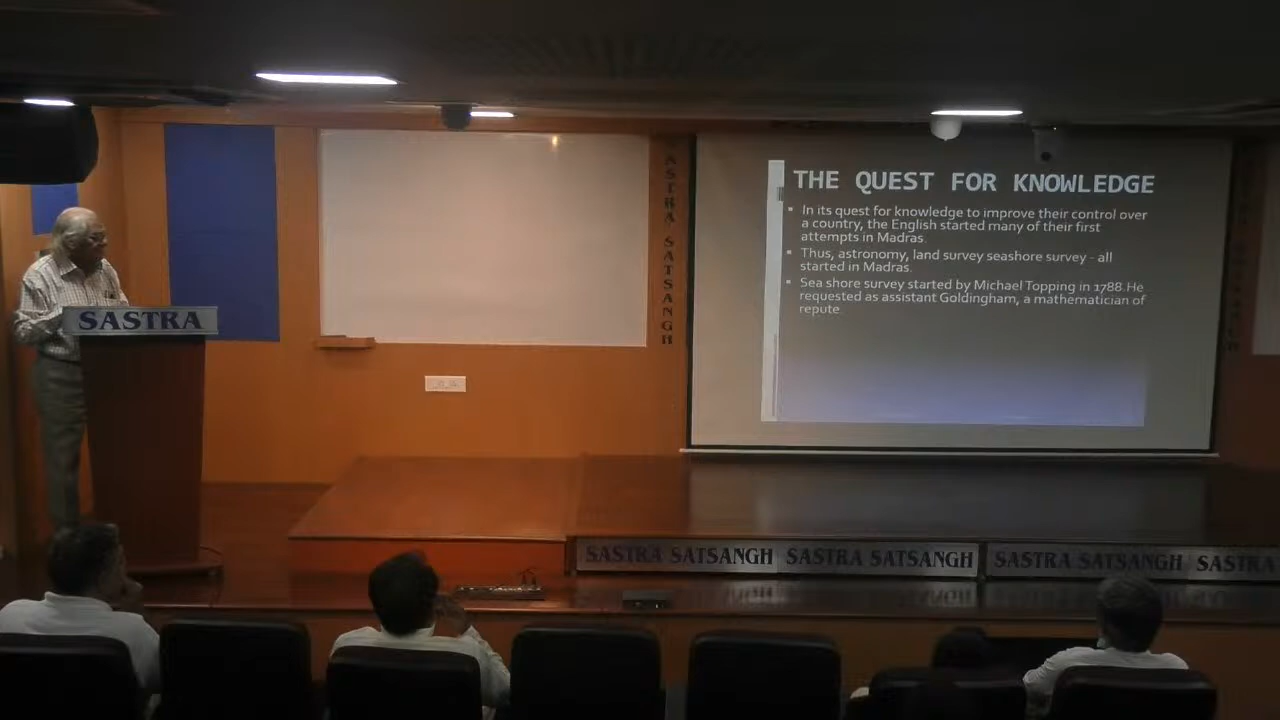 THE QUEST FOR KNOWLEDGE
In its quest for knowledge to improve their control over
a country, the English started many of their first
attempts in Madras.
Thus, astronomy, land survey seashore survey - all
started in Madras.
Sea shore survey started by Michael Topping in 1788.He
requested as assistant Goldingham, a mathematician of
repute.
SASTRA SATSANGH
SASTRA
SASTRA SATSANGH SASTRA SATSANGH SASTRA SATSANGH SASTRA